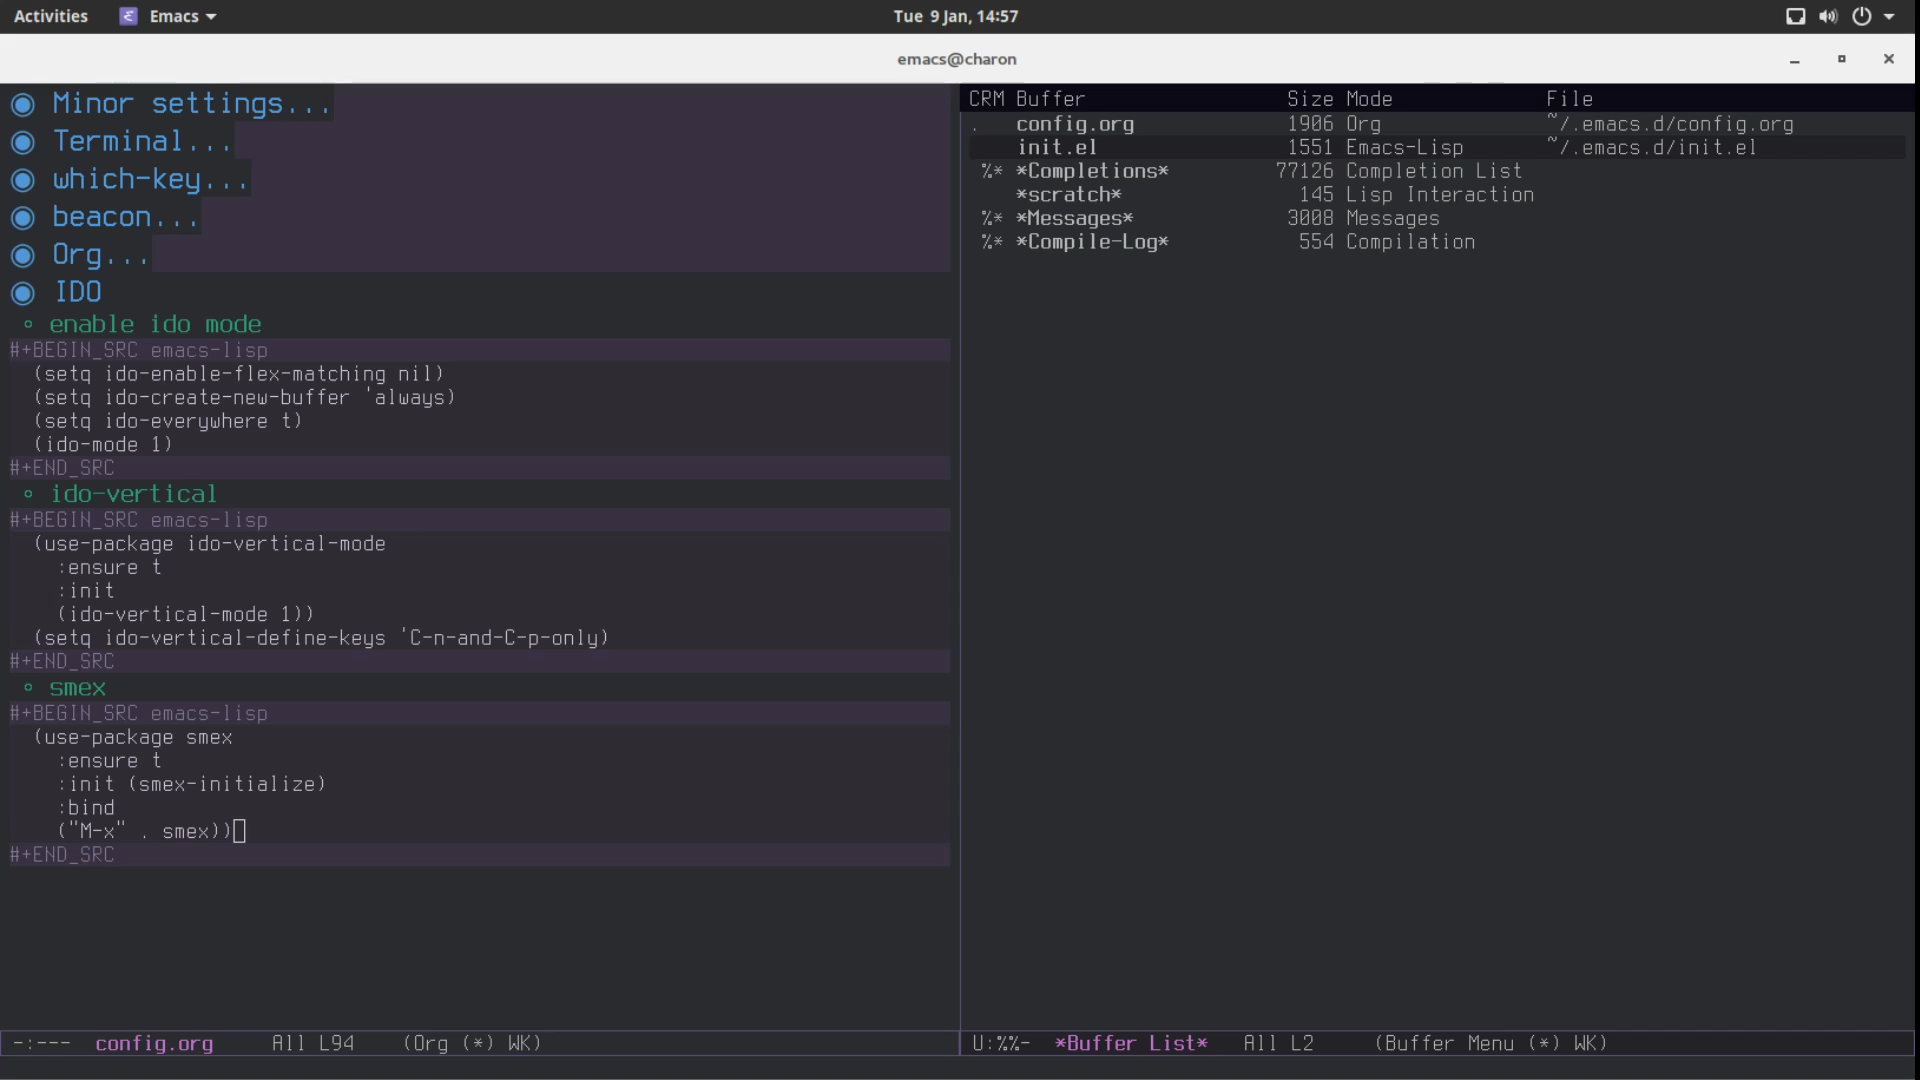 Activities Emacs Tue 9 Jan, 14:57
emacs@charon
Minor settings...
Terminal...
which-key...
beacon...
Org...
IDO
enable ido mode
#+BEGIN_SRC emacs-lisp
(setq ido-enable-flex-matching nil)
(setq ido-create-new-buffer 'always)
(setq ido-everywhere t)
(ido-mode 1)
#+END_SRC
ido-vertical
#+BEGIN_SRC emacs-lisp
(use-package ido-vertical-mode
:ensure t
:init
(ido-vertical-mode 1))
(setq ido-vertical-define-keys 'C-n-and-C-p-only)
#+END_SRC
smex
#+BEGIN_SRC emacs-lisp
(use-package smex
:ensure t
:init (smex-initialize)
:bind
("M-x" . smex))
#+END_SRC
-:--- config.org All L94 (Org (*) WK)
CRM Buffer Size Mode File
. config.org 1906 Org ~/.emacs.d/config.org
init.el 1551 Emacs-Lisp ~/.emacs.d/init.el
%* *Completions* 77126 Completion List
*scratch* 145 Lisp Interaction
%* *Messages* 3008 Messages
%* *Compile-Log* 554 Compilation
U:%%- *Buffer List* All L2 (Buffer Menu (*) WK)